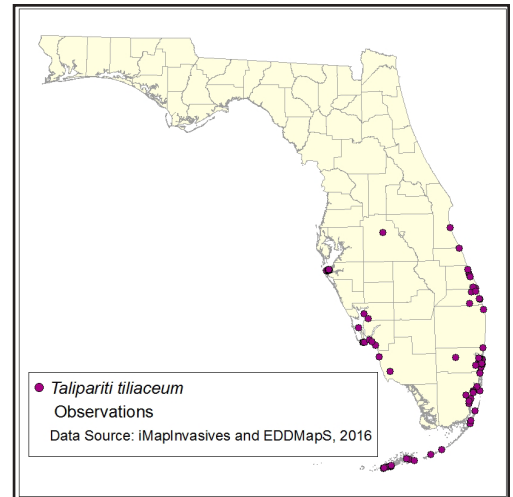 Talipariti tiliaceum
Observations
Data Source: iMapInvasives and EDDMapS, 2016